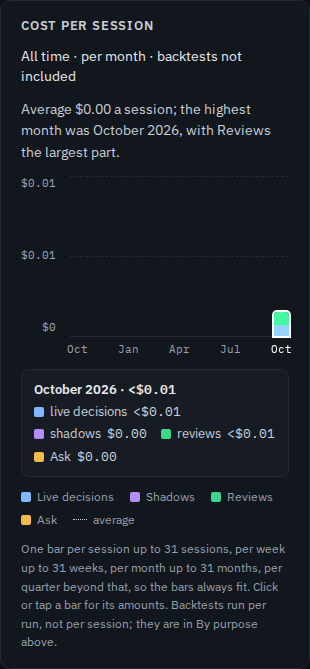 COST PER SESSION
All time · per month · backtests not
included
Average $0.00 a session; the highest
month was October 2026, with Reviews
the largest part.
$0.01
$0.01
$0
Oct Jan Apr Jul Oct
October 2026 · <$0.01
live decisions <$0.01
shadows $0.00 reviews <$0.01
Ask $0.00
Live decisions Shadows Reviews
Ask average
One bar per session up to 31 sessions, per week
up to 31 weeks, per month up to 31 months, per
quarter beyond that, so the bars always fit. Click
or tap a bar for its amounts. Backtests run per
run, not per session; they are in By purpose
above.